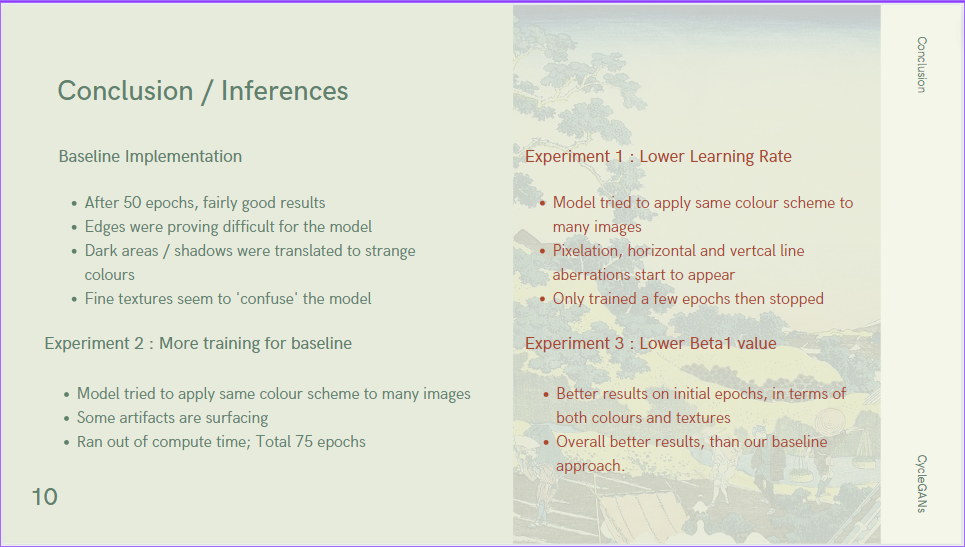 Conclusion / Inferences
Baseline Implementation
• After 50 epochs, fairly good results
• Edges were proving difficult for the model
• Dark areas / shadows were translated to strange
colours
• Fine textures seem to 'confuse' the model
Experiment 1 : Lower Learning Rate
• Model tried to apply same colour scheme to
many images
• Pixelation, horizontal and vertcal line
aberrations start to appear
• Only trained a few epochs then stopped
Experiment 2 : More training for baseline
• Model tried to apply same colour scheme to many images
• Some artifacts are surfacing
• Ran out of compute time; Total 75 epochs
Experiment 3 : Lower Beta1 value
• Better results on initial epochs, in terms of
both colours and textures
• Overall better results, than our baseline
approach.
10
Conclusion
CycleGANs